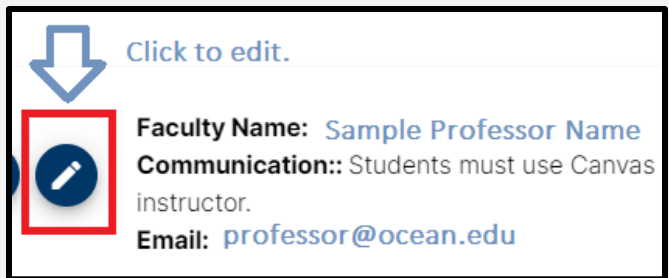 Click to edit.
Faculty Name: Sample Professor Name
Communication:: Students must use Canvas
instructor.
Email: professor@ocean.edu